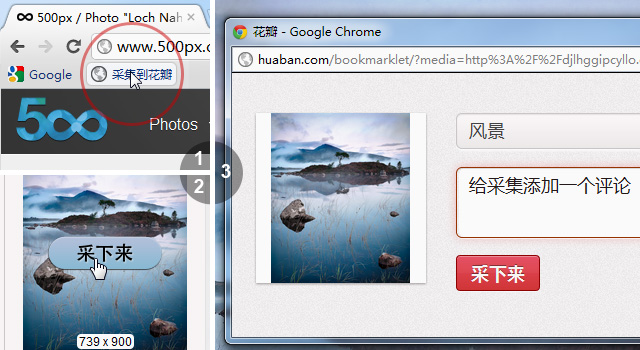 500px / Photo "Loch Nah
www.500px.c
Google
采集到花瓣
500
Photos
1
2
3
采下来
739 x 900
花瓣 - Google Chrome
huaban.com/bookmarklet/?media=http%3A%2F%2Fdjlhggipcyllo.
风景
给采集添加一个评论
采下来